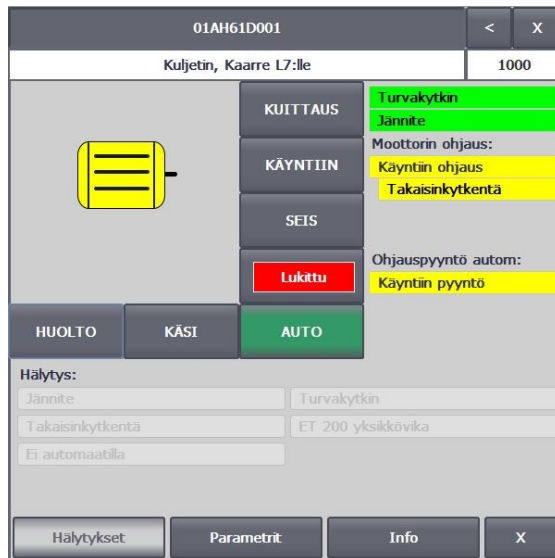 01AH61D001 < X
Kuljetin, Kaarre L7:lle 1000
KUITTAUS
KÄYNTIIN
SEIS
Lukittu
Turvakytkin
Jännite
Moottorin ohjaus:
Käyntiin ohjaus
Takaisinkytkentä
Ohjauspyyntö autom:
Käyntiin pyyntö
HUOLTO KÄSI AUTO
Hälytys:
Jännite Turvakytkin
Takaisinkytkentä ET 200 yksikkövika
Ei automaatilla
Hälytykset Parametrit Info X